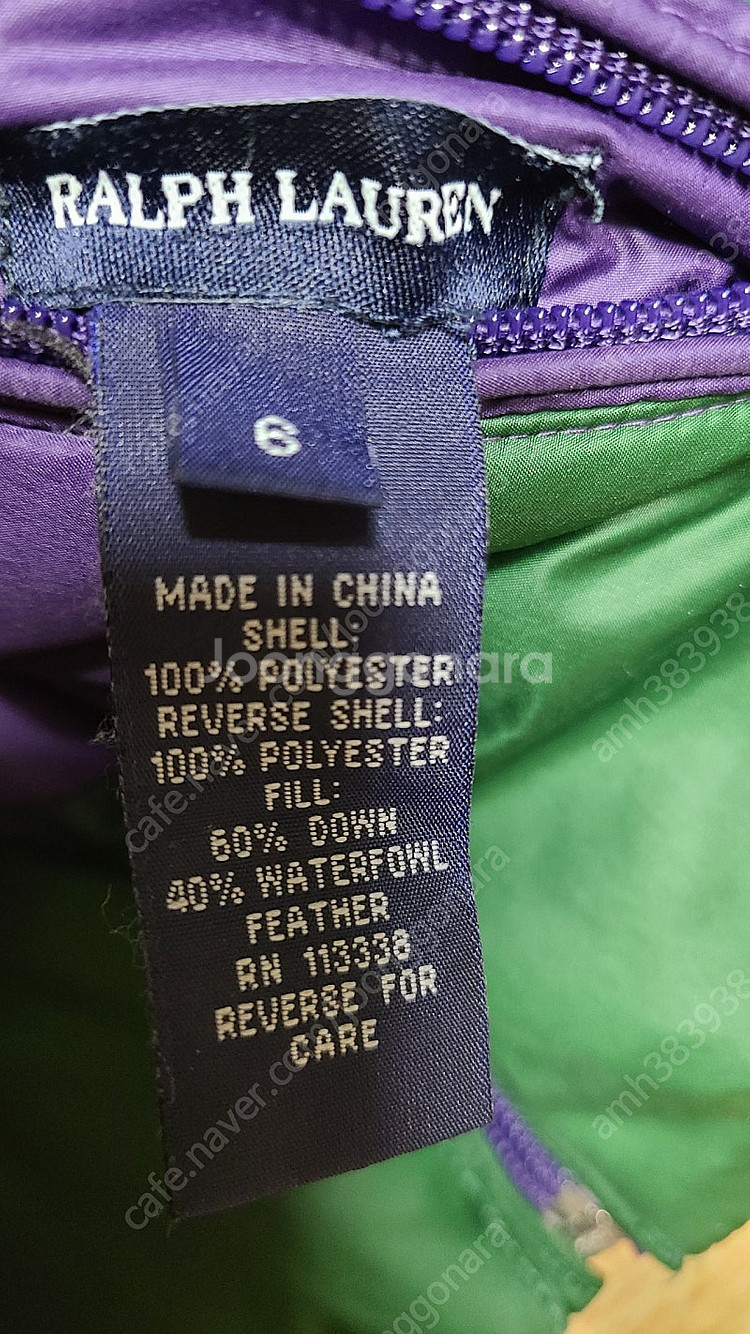 RALPH LAUREN
6
MADE IN CHINA
SHELL:
100% POLYESTER
REVERSE SHELL:
100% POLYESTER
FILL:
60% DOWN
40% WATERFOWL
FEATHER
RN 113338
REVERSE FOR
CARE
Joonggonara